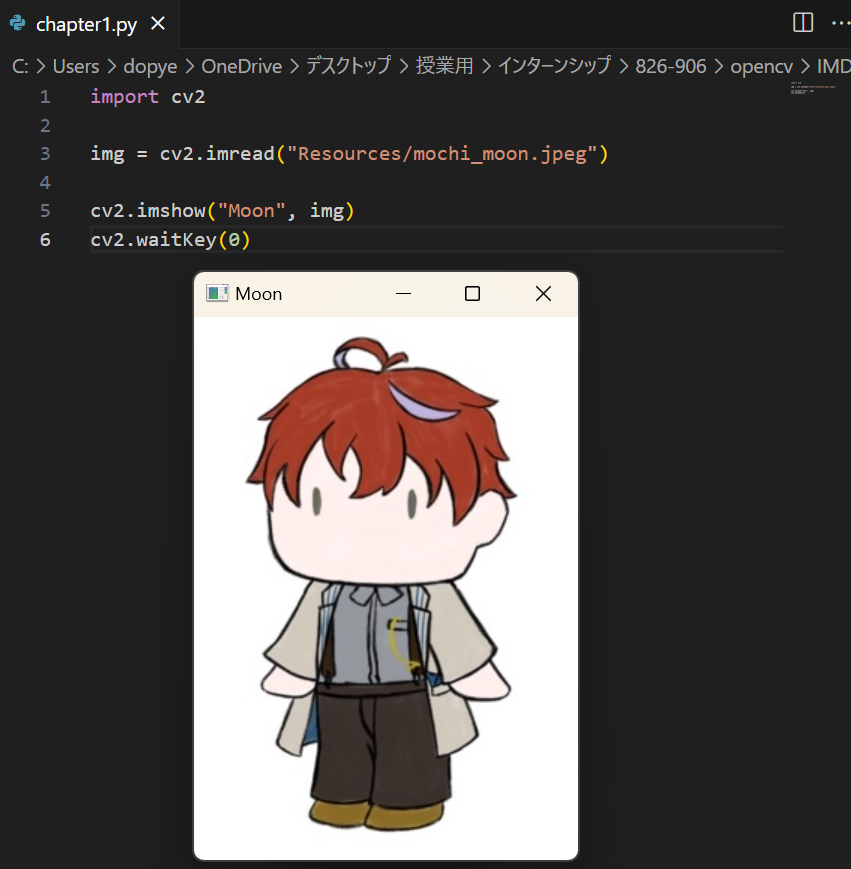 chapter1.py
C: > Users > dopye > OneDrive > デスクトップ > 授業用 > インターンシップ > 826-906 > opencv > IMD
1 import cv2
2
3 img = cv2.imread("Resources/mochi_moon.jpeg")
4
5 cv2.imshow("Moon", img)
6 cv2.waitKey(0)
Moon